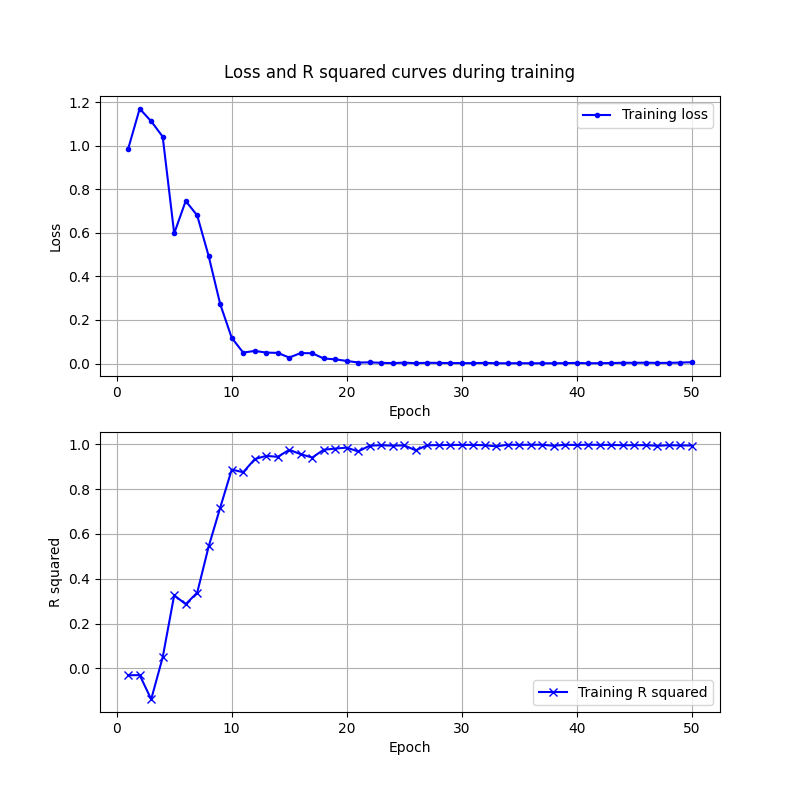 Loss and R squared curves during training
1.2
1.0
0.8
0.6
0.4
0.2
0.0
Loss
Training loss
0 10 20 30 40 50
Epoch
1.0
0.8
0.6
0.4
0.2
0.0
R squared
Training R squared
0 10 20 30 40 50
Epoch